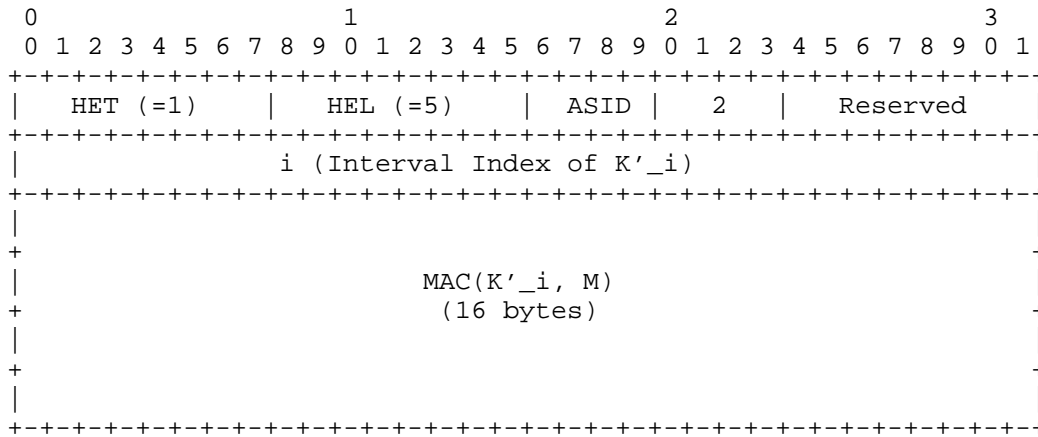 0                   1                   2                   3
0 1 2 3 4 5 6 7 8 9 0 1 2 3 4 5 6 7 8 9 0 1 2 3 4 5 6 7 8 9 0 1
+-+-+-+-+-+-+-+-+-+-+-+-+-+-+-+-+-+-+-+-+-+-+-+-+-+-+-+-+-+-+-+--
|   HET (=1)    |   HEL (=5)    |  ASID |   2   |   Reserved
+-+-+-+-+-+-+-+-+-+-+-+-+-+-+-+-+-+-+-+-+-+-+-+-+-+-+-+-+-+-+-+--
|                i (Interval Index of K’_i)
+-+-+-+-+-+-+-+-+-+-+-+-+-+-+-+-+-+-+-+-+-+-+-+-+-+-+-+-+-+-+-+--
|
+                                                               -
|                         MAC(K’_i, M)
+                          (16 bytes)                           -
|
+                                                               -
|
+-+-+-+-+-+-+-+-+-+-+-+-+-+-+-+-+-+-+-+-+-+-+-+-+-+-+-+-+-+-+-+--